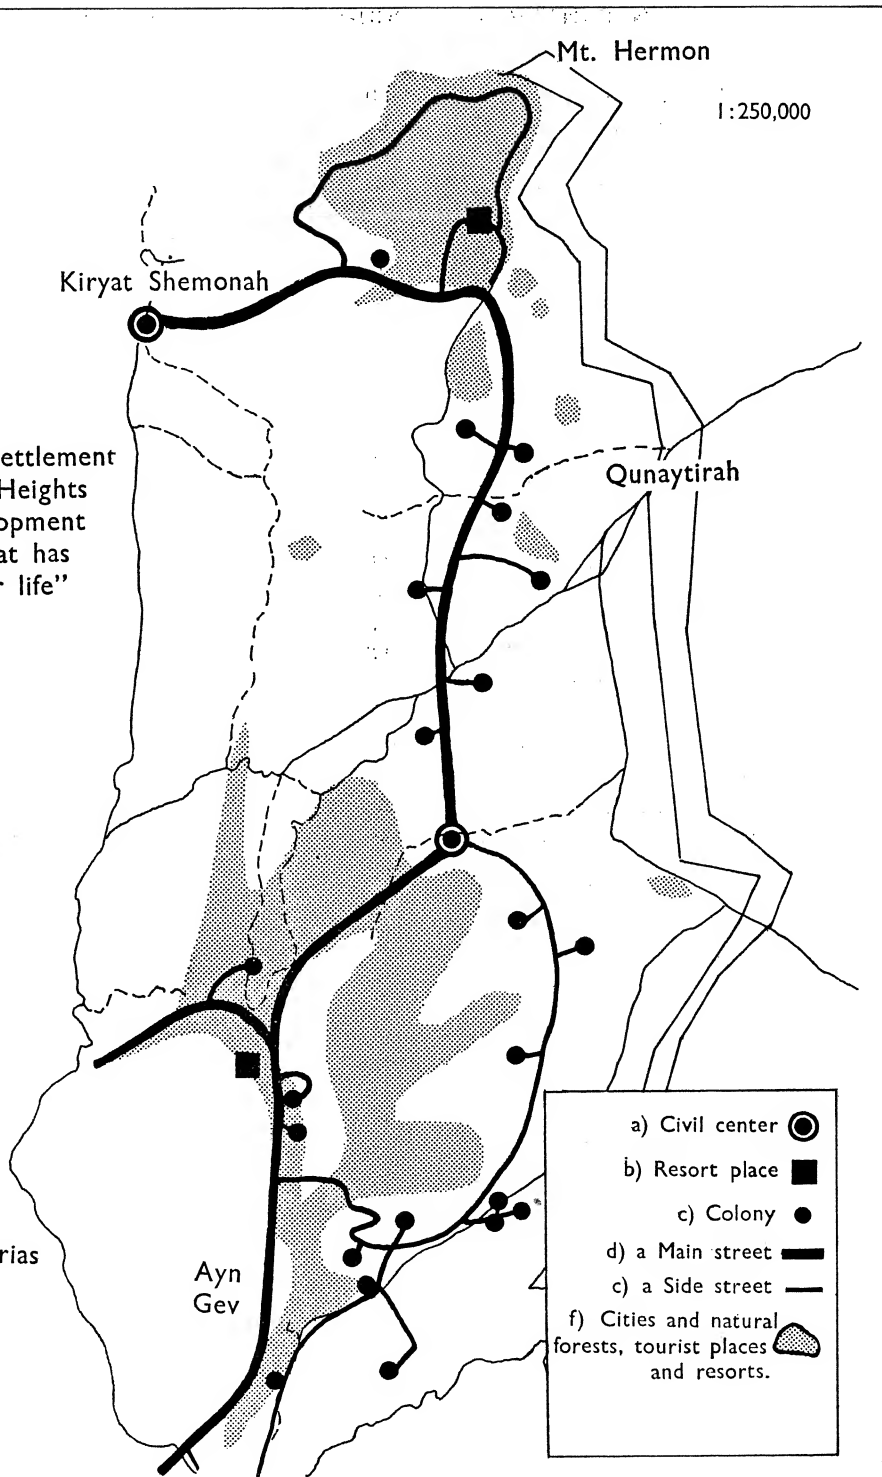 Mt. Hermon
1:250,000
Kiryat Shemonah
ettlement
Heights
opment
at has
r life”
Qunaytirah
rias
Ayn
Gev
a) Civil center
b) Resort place
c) Colony
d) a Main street
c) a Side street
f) Cities and natural
forests, tourist places
and resorts.